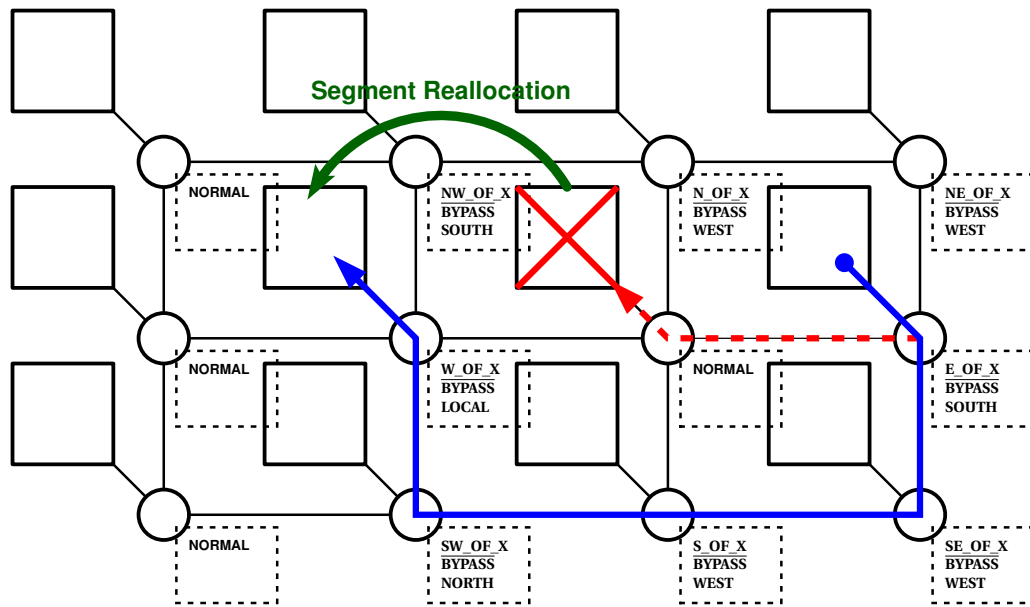 Segment Reallocation
NORMAL
NW_OF_X
BYPASS
SOUTH
N_OF_X
BYPASS
WEST
NE_OF_X
BYPASS
WEST
NORMAL
W_OF_X
BYPASS
LOCAL
NORMAL
E_OF_X
BYPASS
SOUTH
NORMAL
SW_OF_X
BYPASS
NORTH
S_OF_X
BYPASS
WEST
SE_OF_X
BYPASS
WEST